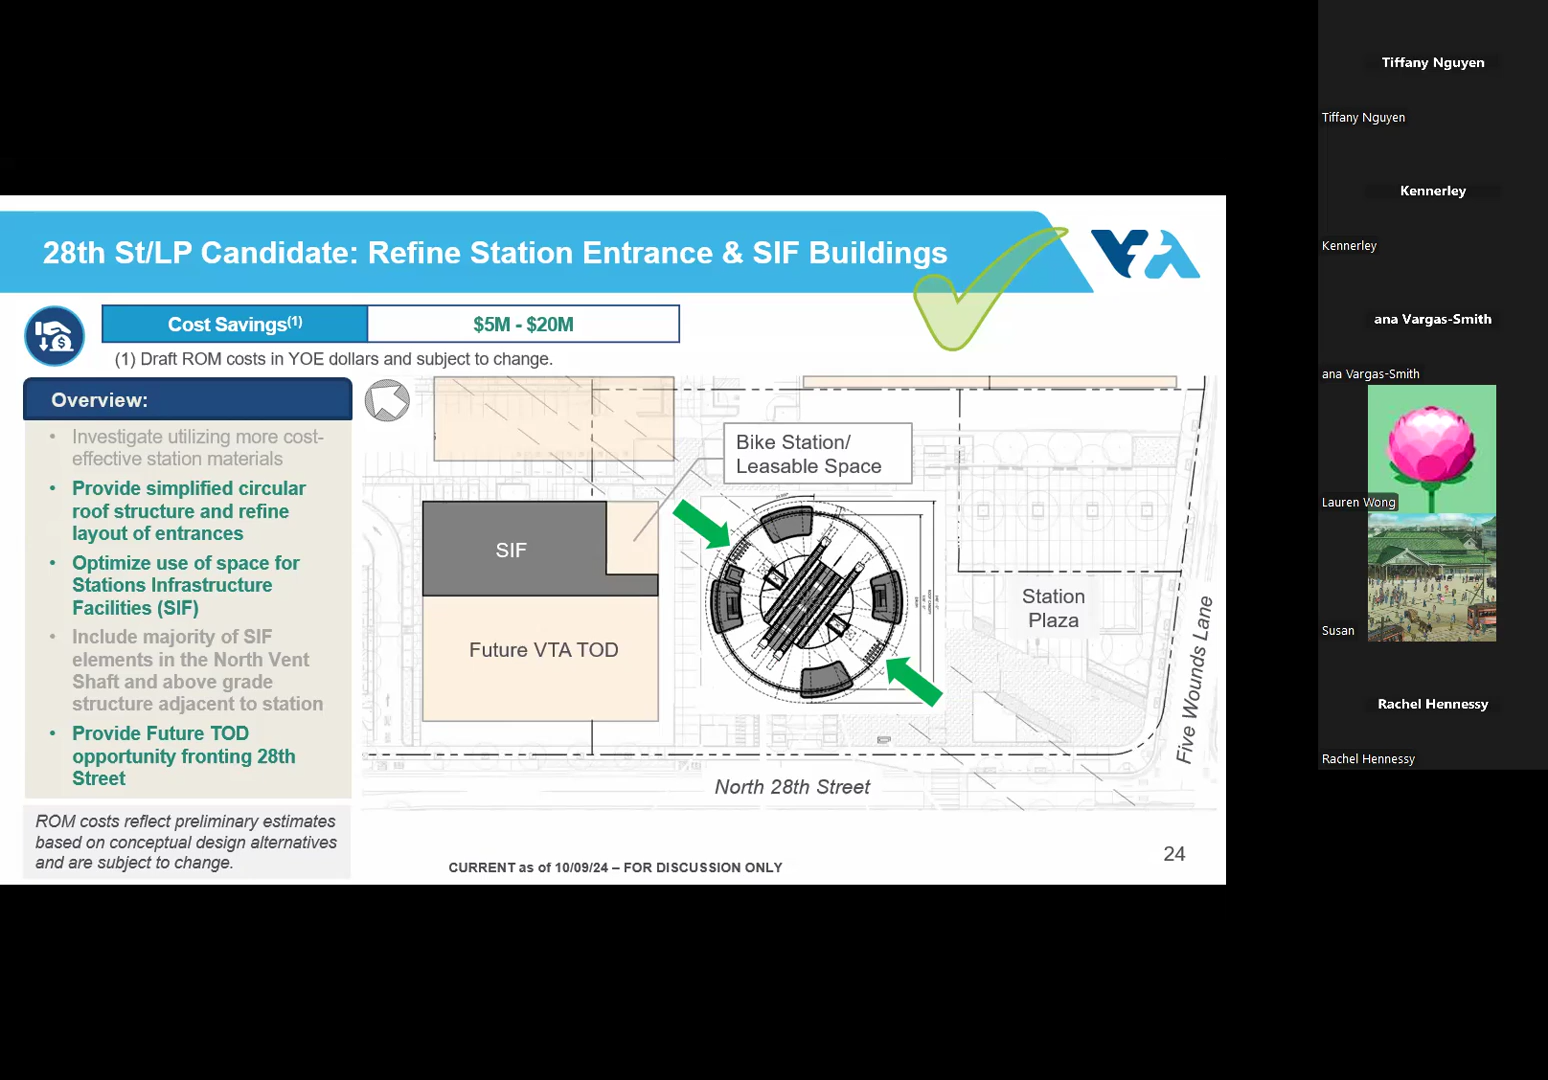 28th St/LP Candidate: Refine Station Entrance & SIF Buildings
VTA
Cost Savings(1)
$5M - $20M
(1) Draft ROM costs in YOE dollars and subject to change.
Overview:
• Investigate utilizing more cost-
effective station materials
• Provide simplified circular
roof structure and refine
layout of entrances
• Optimize use of space for
Stations Infrastructure
Facilities (SIF)
• Include majority of SIF
elements in the North Vent
Shaft and above grade
structure adjacent to station
• Provide Future TOD
opportunity fronting 28th
Street
ROM costs reflect preliminary estimates
based on conceptual design alternatives
and are subject to change.
Bike Station/
Leasable Space
SIF
Future VTA TOD
Station
Plaza
Five Wounds Lane
North 28th Street
CURRENT as of 10/09/24 – FOR DISCUSSION ONLY
24
Tiffany Nguyen
Tiffany Nguyen
Kennerley
Kennerley
ana Vargas-Smith
ana Vargas-Smith
Lauren Wong
Susan
Rachel Hennessy
Rachel Hennessy